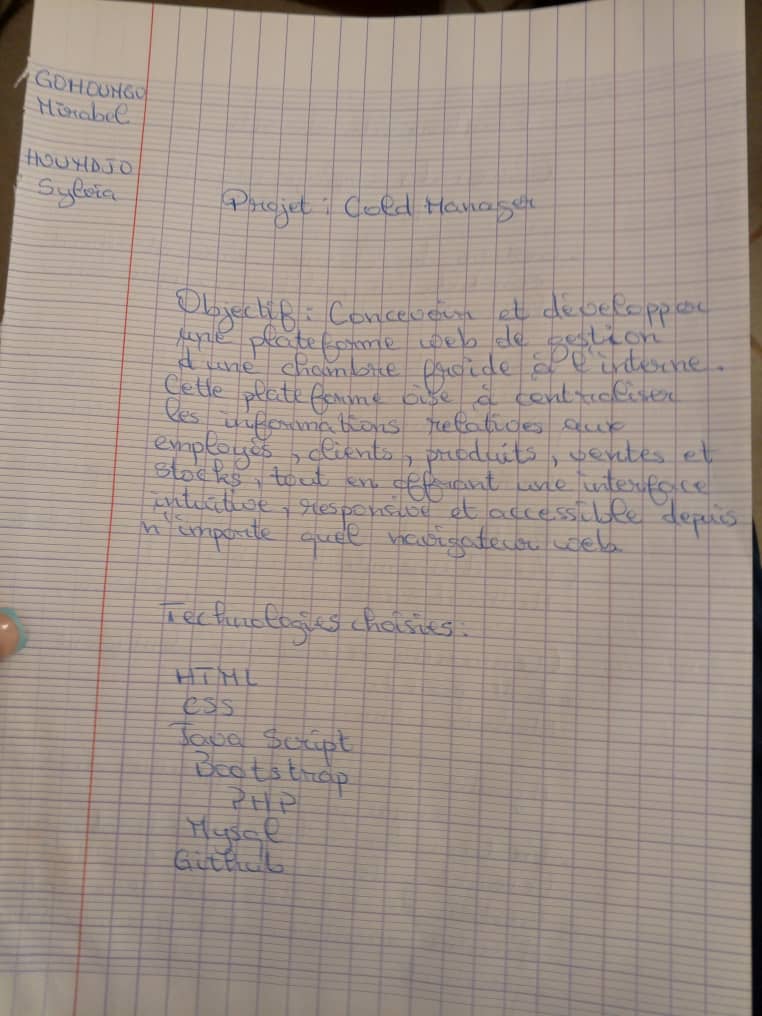 GOHOUNGO
Mirabel
HOUNDJO
Sylvia
Projet : Cold Manager
Objectif : Concevoir et développer
une plateforme web de gestion
d'une chambre froide à l'interne.
Cette plateforme vise à centraliser
les informations relatives aux
employés, clients, produits, ventes et
stocks, tout en offrant une interface
intuitive, responsive et accessible depuis
n'importe quel navigateur web
Technologies choisies :
HTML
CSS
Java Script
Bootstrap
PHP
Mysql
Github